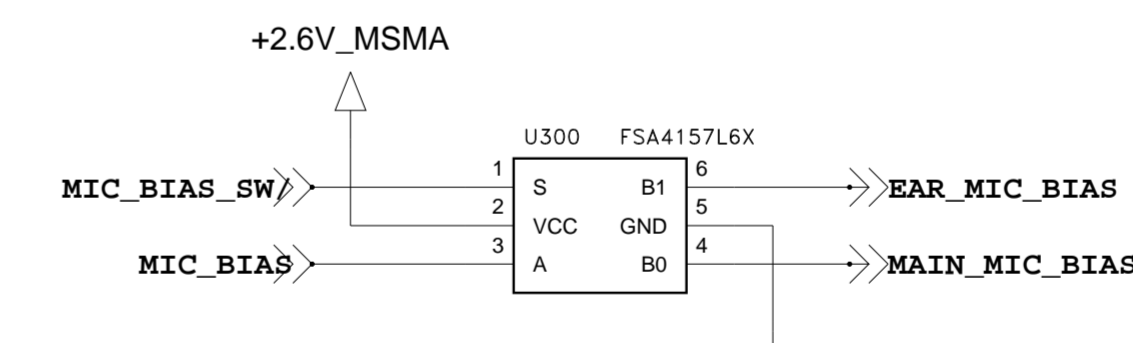 +2.6V_MSMA
U300 FSA4157L6X
1 6
MIC_BIAS_SW/ S B1 EAR_MIC_BIAS
2 5
VCC GND
3 4
MIC_BIAS A B0 MAIN_MIC_BIAS